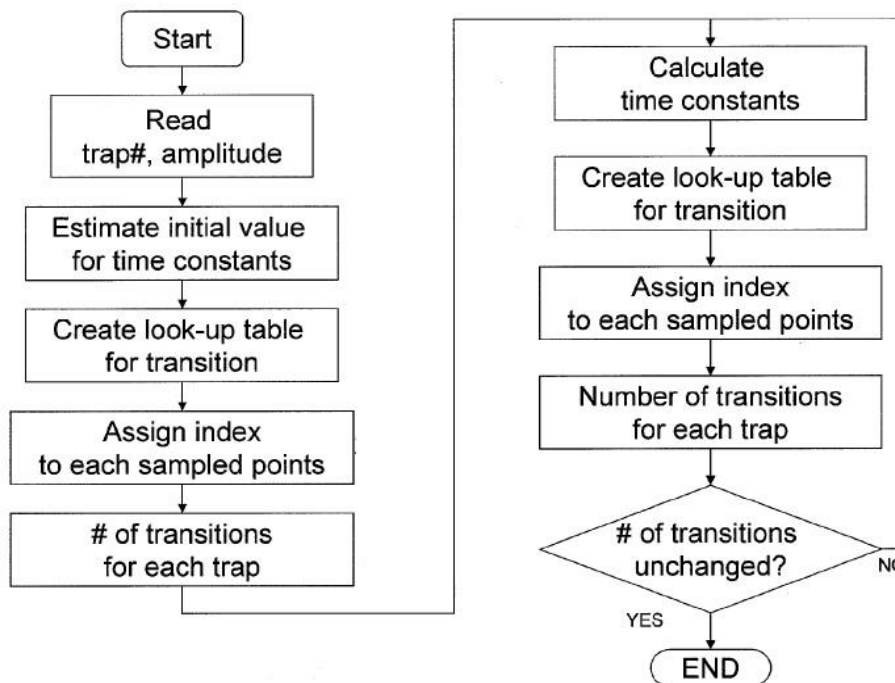 Start
Read
trap#, amplitude
Estimate initial value
for time constants
Create look-up table
for transition
Assign index
to each sampled points
# of transitions
for each trap
Calculate
time constants
Create look-up table
for transition
Assign index
to each sampled points
Number of transitions
for each trap
# of transitions
unchanged?
YES
END